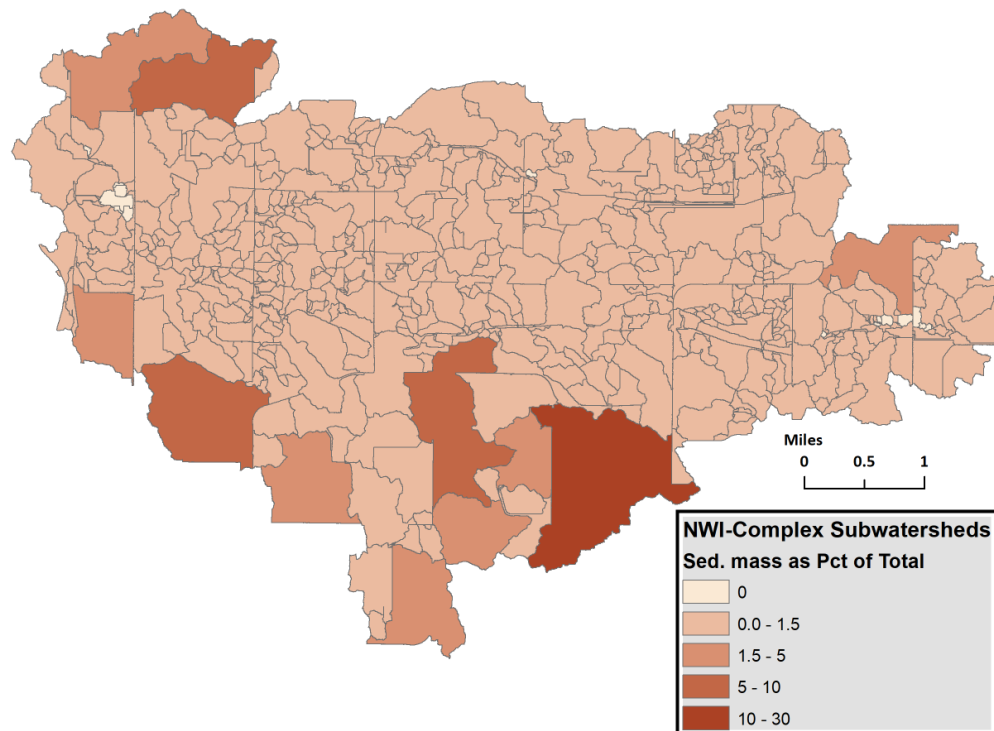 Miles
0 0.5 1
NWI-Complex Subwatersheds
Sed. mass as Pct of Total
0
0.0 - 1.5
1.5 - 5
5 - 10
10 - 30